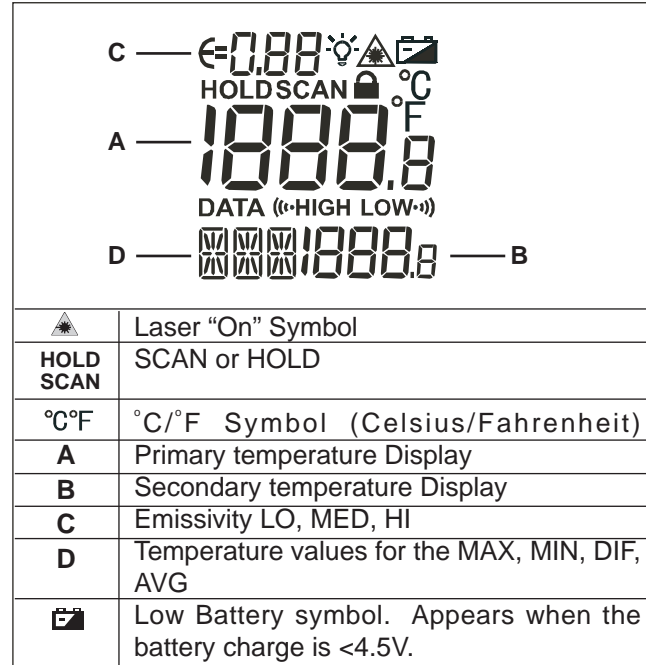 C €=0.88
HOLD SCAN °C
°F
A 1888.8
DATA HIGH LOW
D 1888.8 B
Laser “On” Symbol
HOLD SCAN or HOLD
SCAN
°C°F °C/°F Symbol (Celsius/Fahrenheit)
A Primary temperature Display
B Secondary temperature Display
C Emissivity LO, MED, HI
D Temperature values for the MAX, MIN, DIF,
AVG
Low Battery symbol. Appears when the
battery charge is <4.5V.